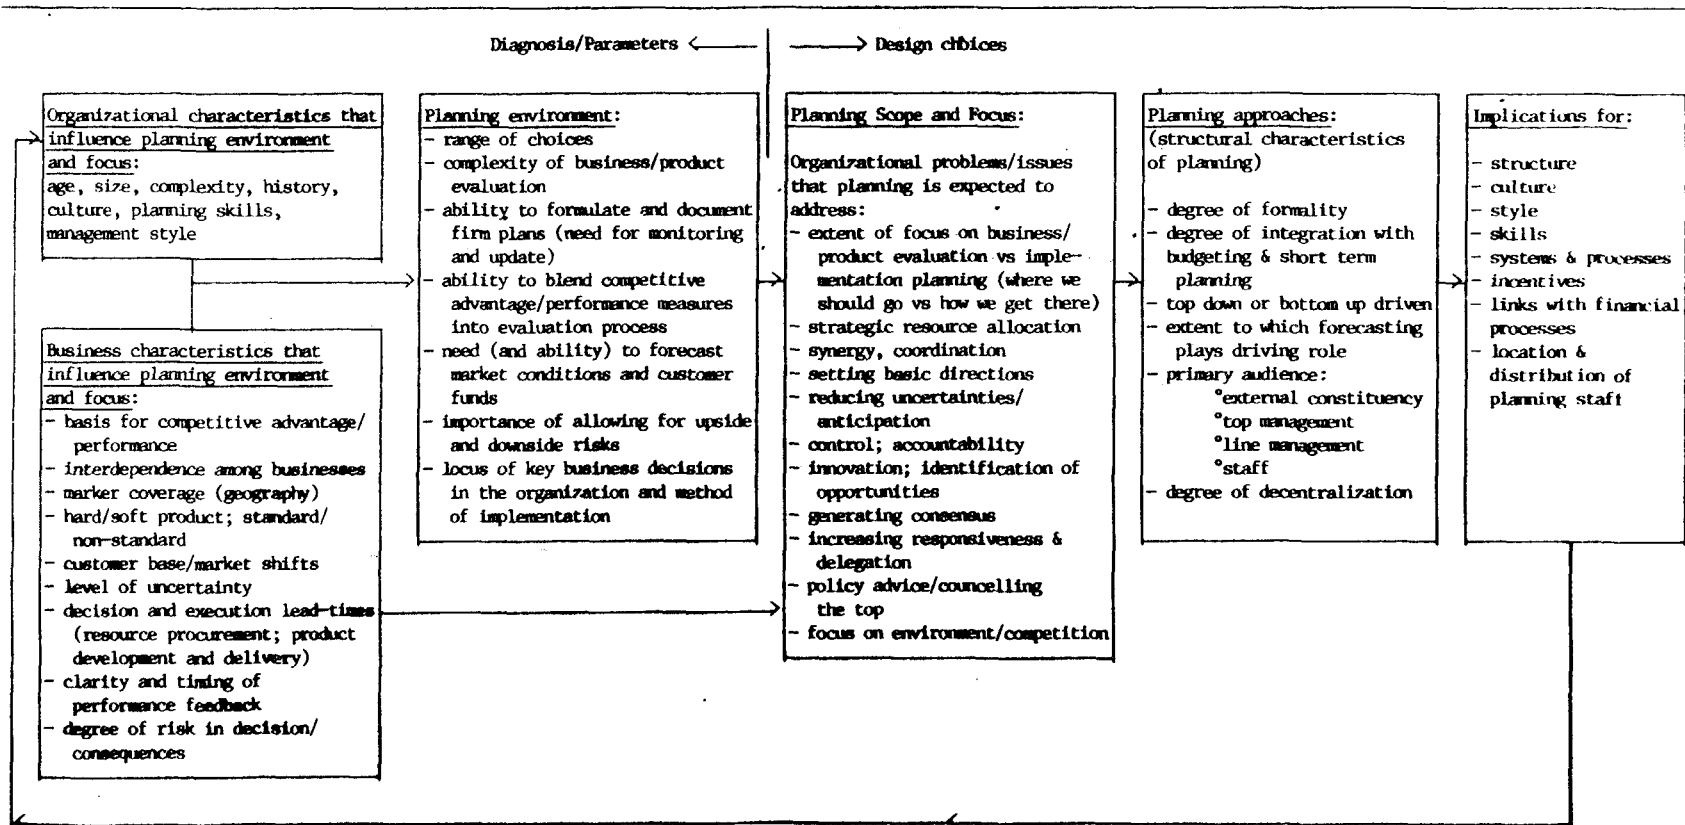 Diagnosis/Parameters
Design choices
Organizational characteristics that
influence planning environment
and focus:
age, size, complexity, history,
culture, planning skills,
management style
Business characteristics that
influence planning environment
and focus:
- basis for competitive advantage/
performance
- interdependence among businesses
- marker coverage (geography)
- hard/soft product; standard/
non-standard
- customer base/market shifts
- level of uncertainty
- decision and execution lead-times
(resource procurement; product
development and delivery)
- clarity and timing of
performance feedback
- degree of risk in decision/
consequences
Planning environment:
- range of choices
- complexity of business/product
evaluation
- ability to formulate and document
firm plans (need for monitoring
and update)
- ability to blend competitive
advantage/performance measures
into evaluation process
- need (and ability) to forecast
market conditions and customer
funds
- importance of allowing for upside
and downside risks
- locus of key business decisions
in the organization and method
of implementation
Planning Scope and Focus:
Organizational problems/issues
that planning is expected to
address:
- extent of focus on business/
product evaluation vs imple-
mentation planning (where we
should go vs how we get there)
- strategic resource allocation
- synergy, coordination
- setting basic directions
- reducing uncertainties/
anticipation
- control; accountability
- innovation; identification of
opportunities
- generating consensus
- increasing responsiveness &
delegation
- policy advice/councelling
the top
- focus on environment/competition
Planning approaches:
(structural characteristics
of planning)
- degree of formality
- degree of integration with
budgeting & short term
planning
- top down or bottom up driven
- extent to which forecasting
plays driving role
- primary audience:
°external constituency
°top management
°line management
°staff
- degree of decentralization
Implications for:
- structure
- culture
- style
- skills
- systems & processes
- incentives
- links with financial
processes
- location &
distribution of
planning staff